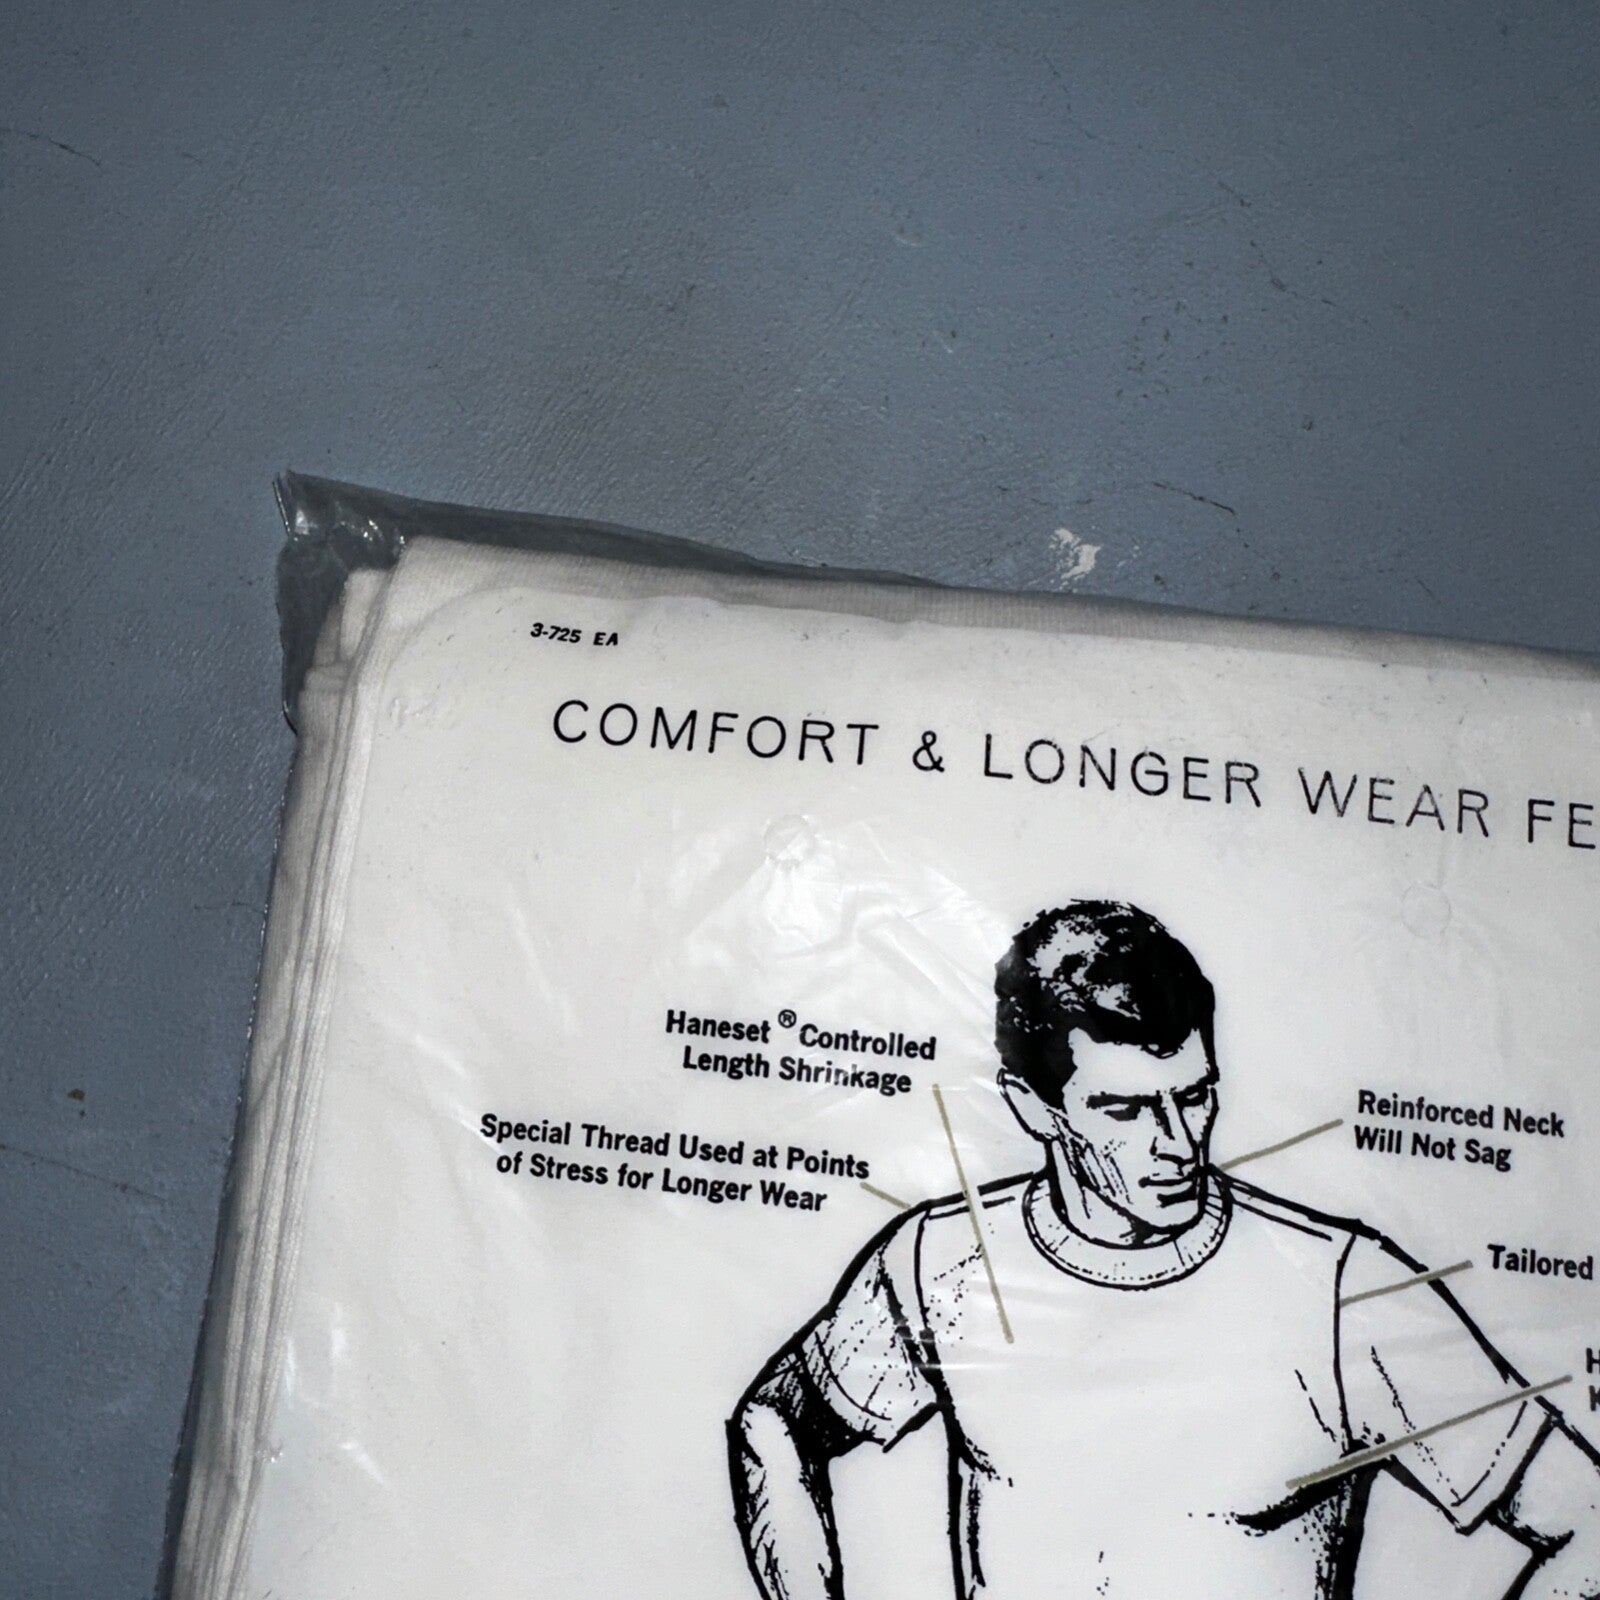 3-725 EA
COMFORT & LONGER WEAR
Haneset® Controlled
Length Shrinkage
Special Thread Used at Points
of Stress for Longer Wear
Reinforced Neck
Will Not Sag
Tailored